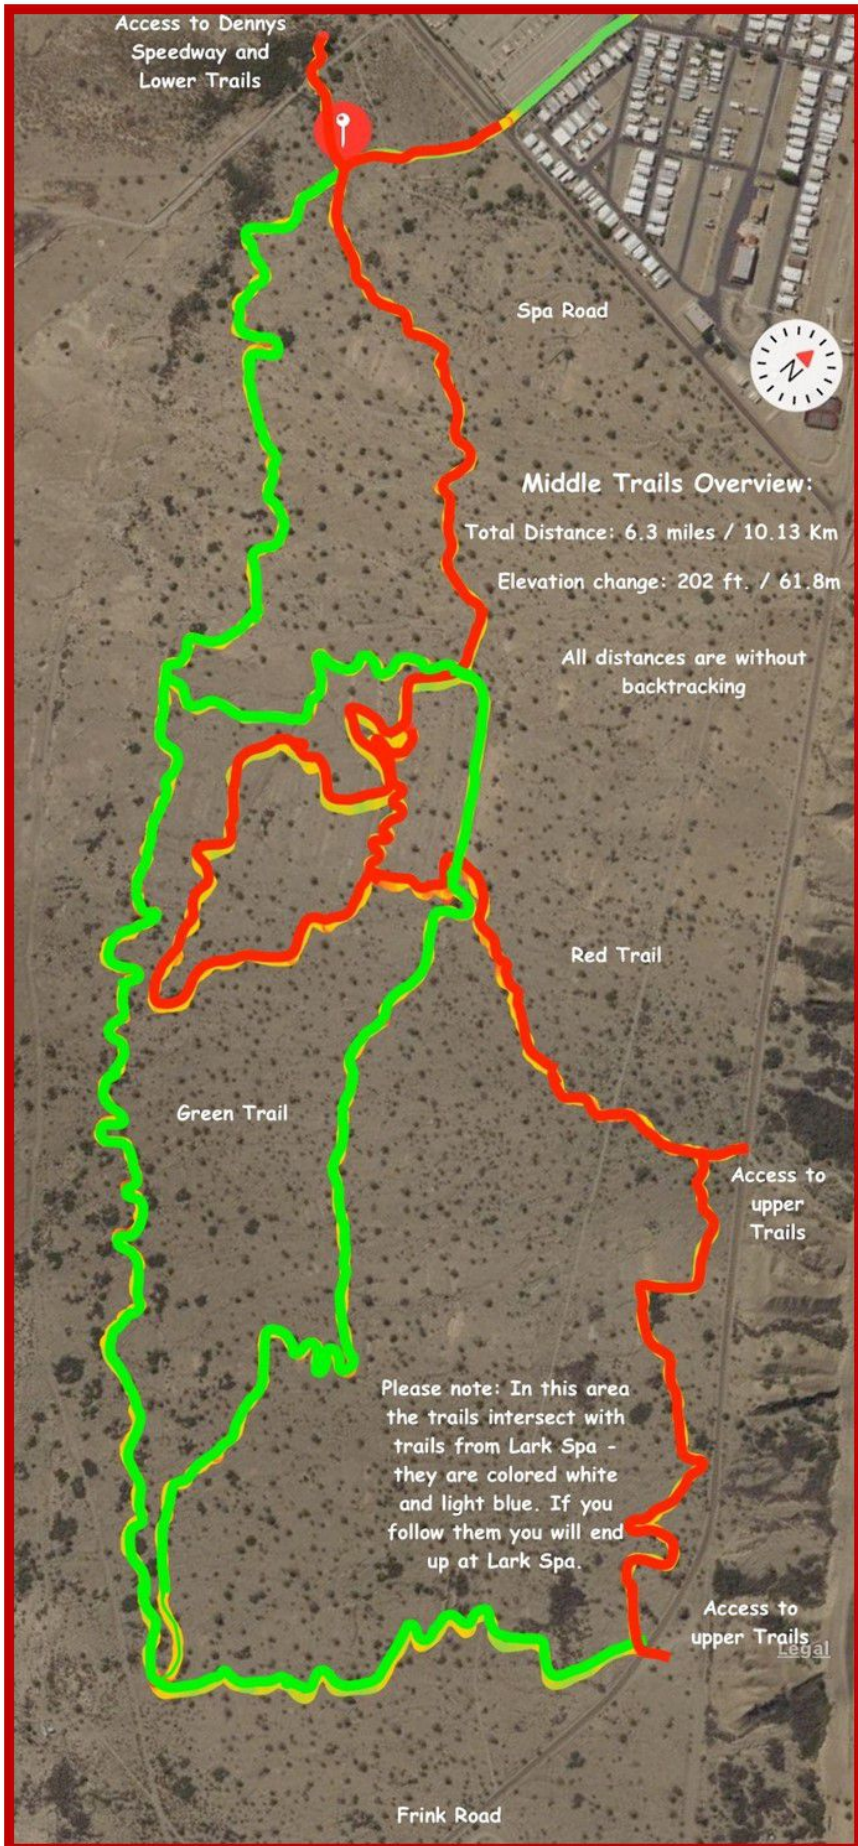 Access to Dennys
Speedway and
Lower Trails
Spa Road
N
Middle Trails Overview:
Total Distance: 6.3 miles / 10.13 Km
Elevation change: 202 ft. / 61.8m
All distances are without
backtracking
Red Trail
Green Trail
Access to
upper
Trails
Please note: In this area
the trails intersect with
trails from Lark Spa -
they are colored white
and light blue. If you
follow them you will end
up at Lark Spa.
Access to
upper Trails
Legal
Frink Road